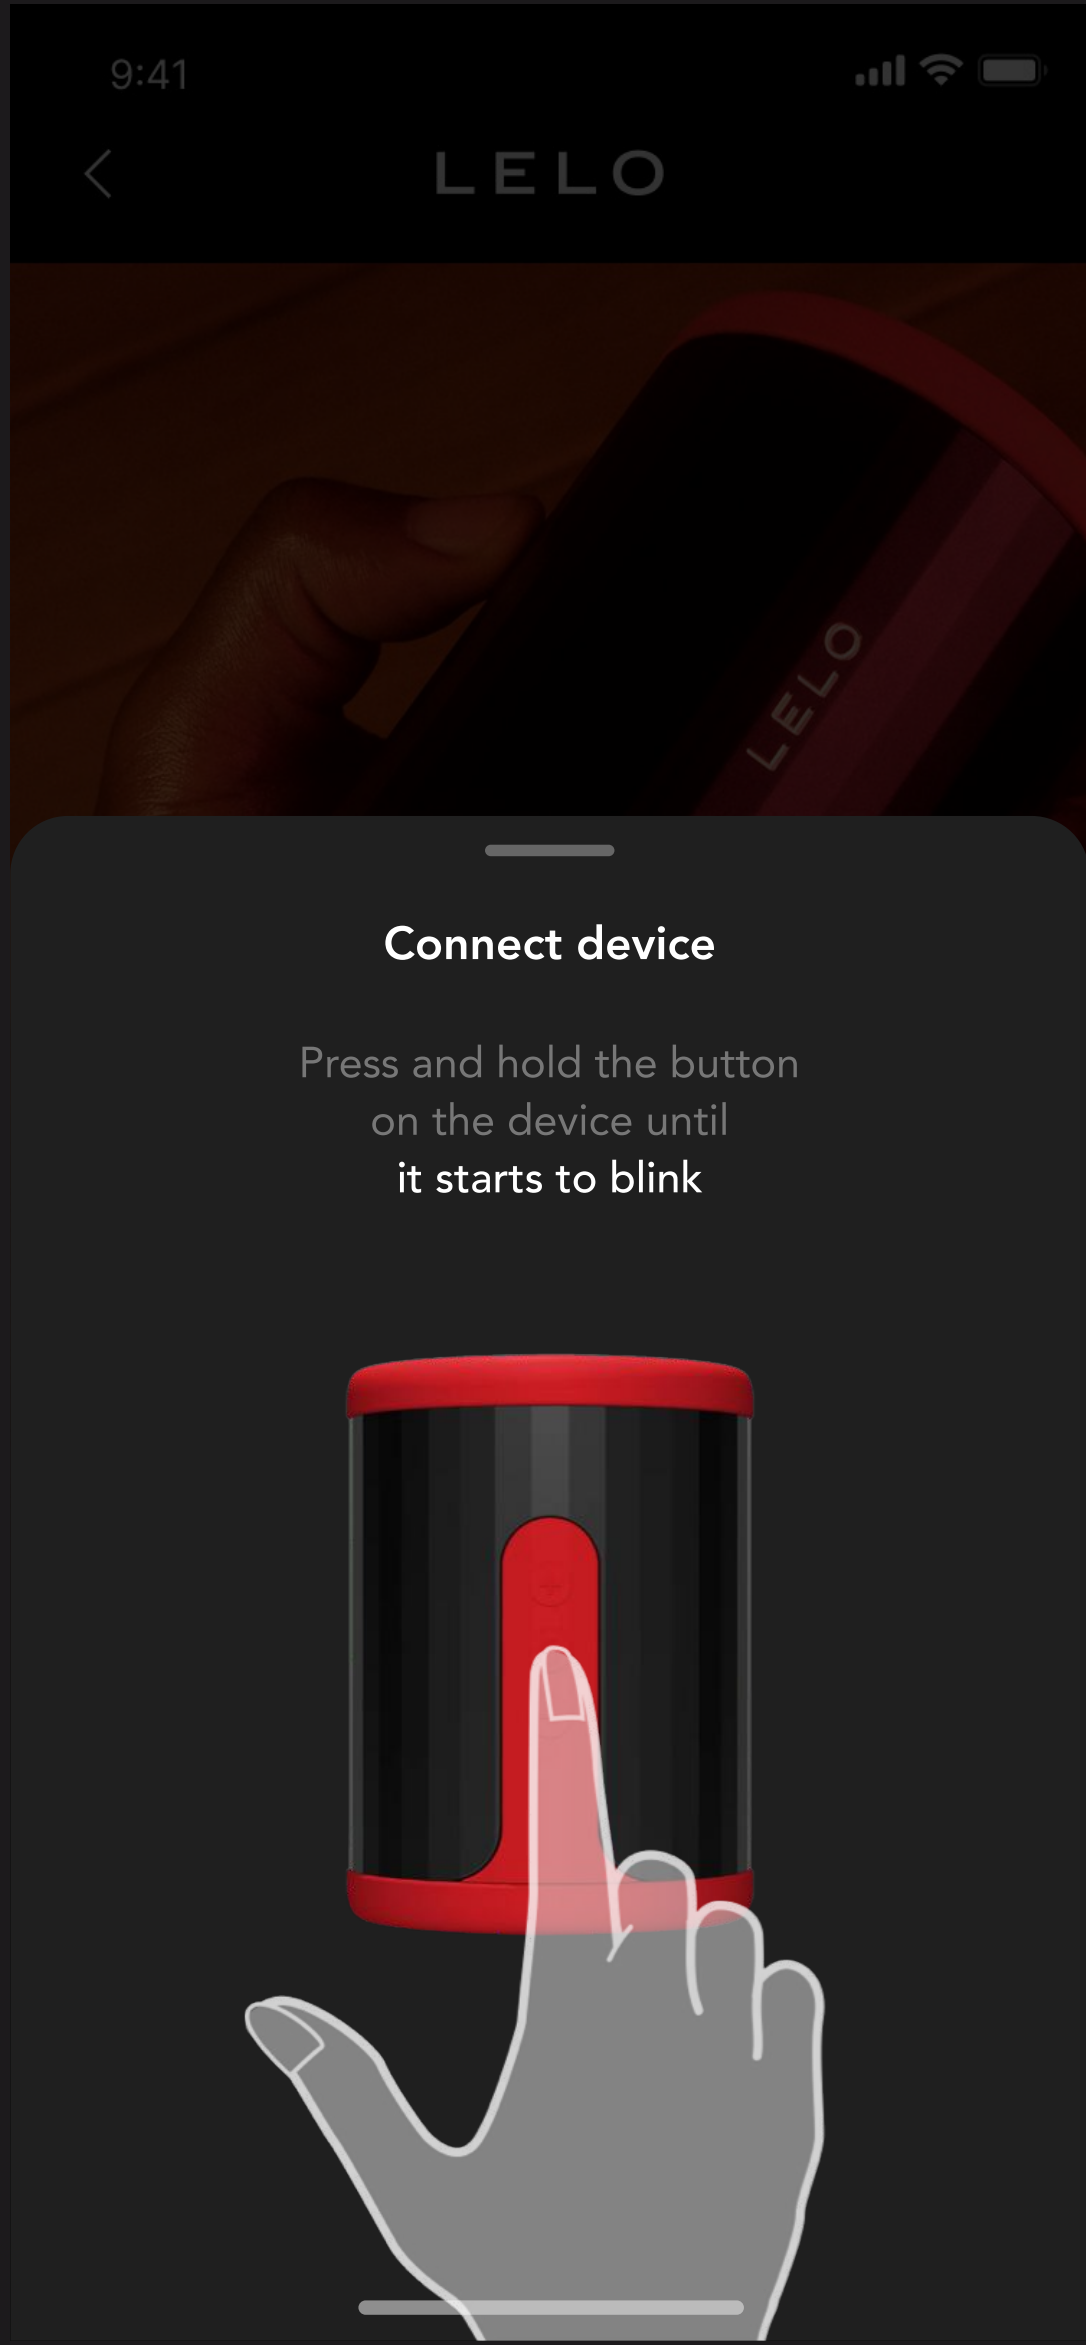 9:41
LELO
LELO
Connect device
Press and hold the button
on the device until
it starts to blink